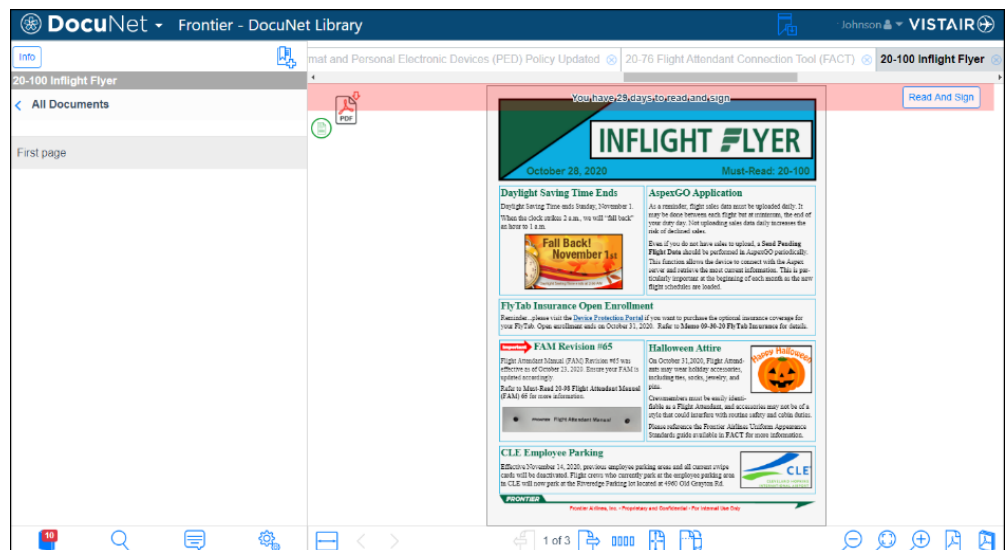 DocuNet
Frontier - DocuNet Library
Johnson
VISTAIR
Info
mat and Personal Electronic Devices (PED) Policy Updated
20-76 Flight Attendant Connection Tool (FACT)
20-100 Inflight Flyer
20-100 Inflight Flyer
All Documents
First page
PDF
You have 29 days to read and sign
Read And Sign
INFLIGHT FLYER
October 28, 2020
Must-Read: 20-100
Daylight Saving Time Ends
Daylight Saving Time ends Sunday, November 1.
When the clock strikes 2 a.m., we will "fall back"
an hour to 1 a.m.
Fall Back!
November 1st
AspexGO Application
As a reminder, flight sales data must be uploaded daily. It
may be done between each flight but at minimum, the end of
your duty day. Not uploading sales data daily increases the
risk of declined sales.
Even if you do not have sales to upload, a Send Pending
Flight Data should be performed in AspexGO periodically.
This function allows the device to connect with the Aspex
server and retrieve the most current information. This is par-
ticularly important at the beginning of each month as the new
flight schedules are loaded.
FlyTab Insurance Open Enrollment
Reminder...please visit the Device Protection Portal if you want to purchase the optional insurance coverage for
your FlyTab. Open enrollment ends on October 31, 2020. Refer to Memo 09-30-20 FlyTab Insurance for details.
Important
FAM Revision #65
Flight Attendant Manual (FAM) Revision #65 was
effective as of October 23, 2020. Ensure your FAM is
updated accordingly.
Refer to Must-Read 20-98 Flight Attendant Manual
(FAM) 65 for more information.
FRONTIER Flight Attendant Manual
Halloween Attire
On October 31,2020, Flight Attend-
ants may wear holiday accessories,
including ties, socks, jewelry, and
pins.
Crewmembers must be easily identi-
fiable as a Flight Attendant, and accessories may not be of a
style that could interfere with routine safety and cabin duties.
Please reference the Frontier Airlines Uniform Appearance
Standards guide available in FACT for more information.
Happy Halloween
CLE Employee Parking
Effective November 14, 2020, previous employee parking areas and all current swipe
cards will be deactivated. Flight crews who currently park at the employee parking area
in CLE will now park at the Riveredge Parking lot located at 4960 Old Grayton Rd.
CLE
CLEVELAND HOPKINS
INTERNATIONAL AIRPORT
FRONTIER
Frontier Airlines, Inc. - Proprietary and Confidential - For Internal Use Only
10
1 of 3